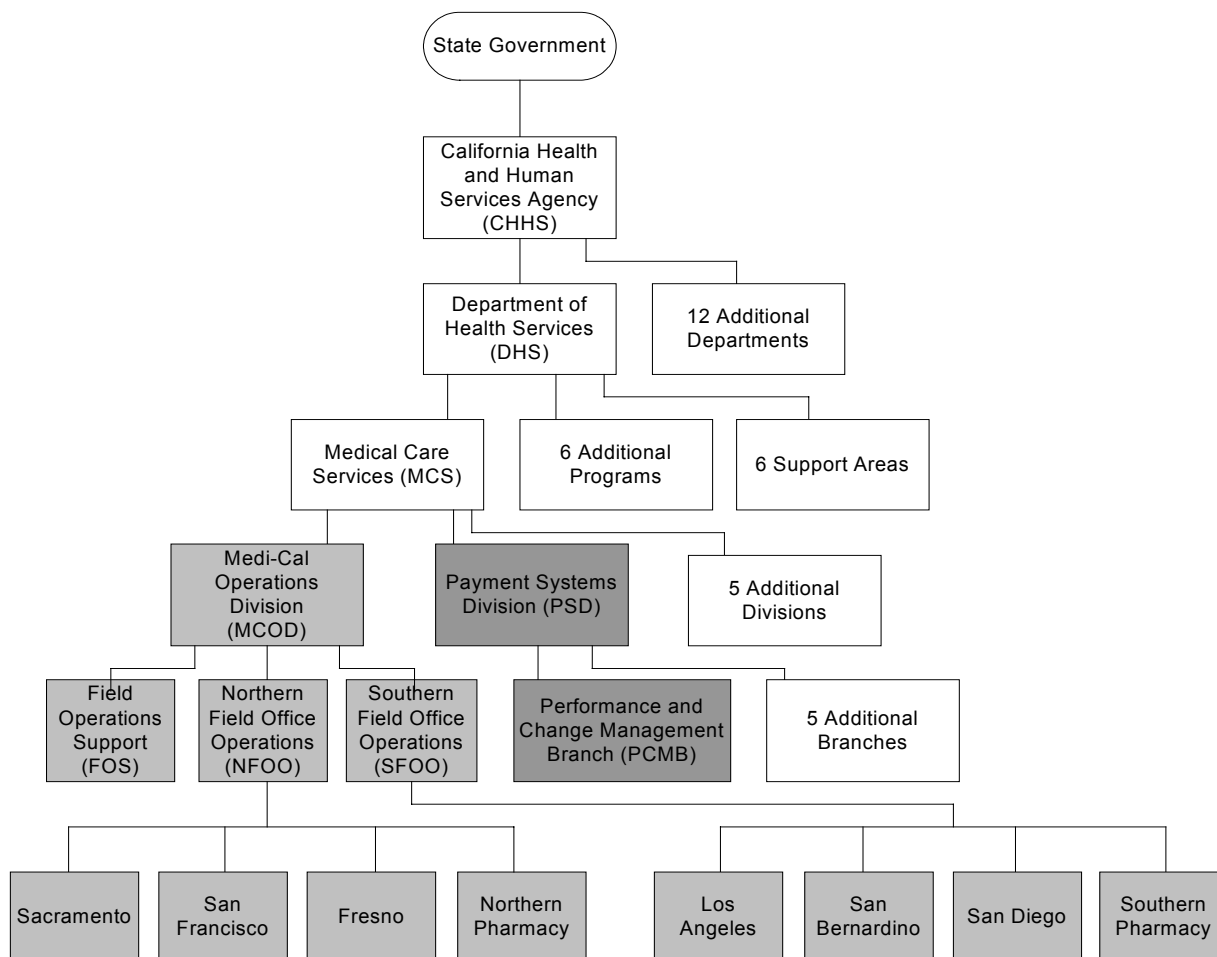 State Government
California Health
and Human
Services Agency
(CHHS)
Department of
Health Services
(DHS)
12 Additional
Departments
Medical Care
Services (MCS)
6 Additional
Programs
6 Support Areas
Medi-Cal
Operations
Division
(MCOD)
Payment Systems
Division (PSD)
5 Additional
Divisions
Field
Operations
Support
(FOS)
Northern
Field Office
Operations
(NFOO)
Southern
Field Office
Operations
(SFOO)
Performance and
Change Management
Branch (PCMB)
5 Additional
Branches
Sacramento
San
Francisco
Fresno
Northern
Pharmacy
Los
Angeles
San
Bernardino
San Diego
Southern
Pharmacy